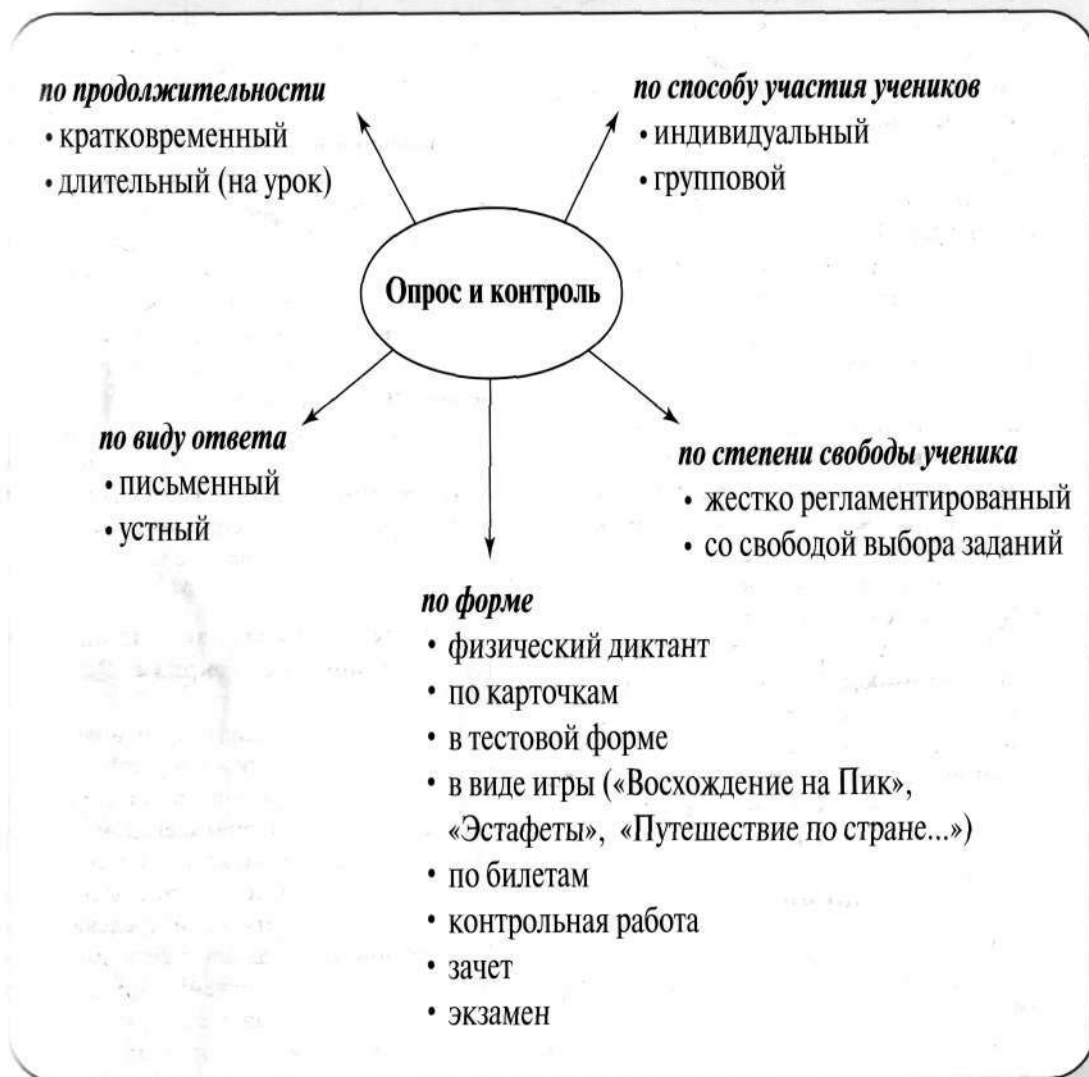 по продолжительности
• кратковременный
• длительный (на урок)
по способу участия учеников
• индивидуальный
• групповой
Опрос и контроль
по виду ответа
• письменный
• устный
по степени свободы ученика
• жестко регламентированный
• со свободой выбора заданий
по форме
• физический диктант
• по карточкам
• в тестовой форме
• в виде игры («Восхождение на Пик»,
«Эстафеты», «Путешествие по стране...»)
• по билетам
• контрольная работа
• зачет
• экзамен